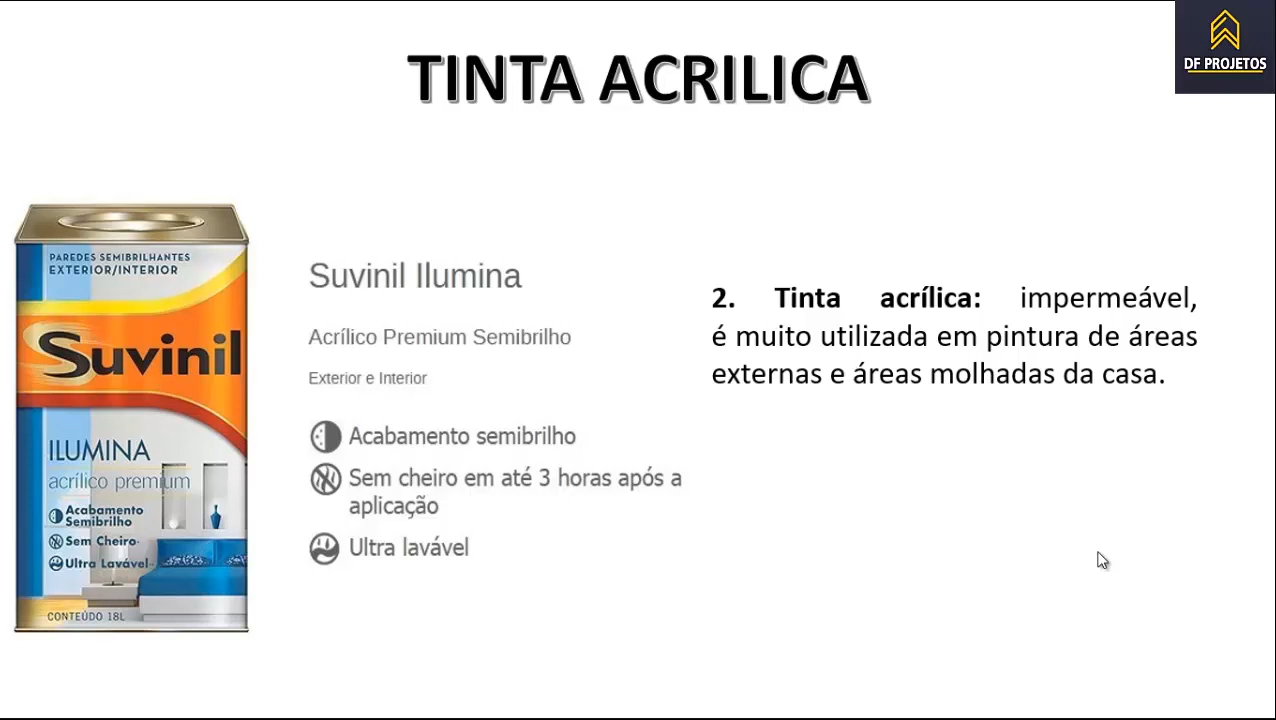 DF PROJETOS
TINTA ACRILICA
PAREDES SEMIBRILHANTES
EXTERIOR/INTERIOR
Suvinil
ILUMINA
acrílico premium
Acabamento
Semibrilho
Sem Cheiro
Ultra Lavável
CONTEÚDO 18L
Suvinil Ilumina
Acrílico Premium Semibrilho
Exterior e Interior
Acabamento semibrilho
Sem cheiro em até 3 horas após a
aplicação
Ultra lavável
2. Tinta acrílica: impermeável,
é muito utilizada em pintura de áreas
externas e áreas molhadas da casa.